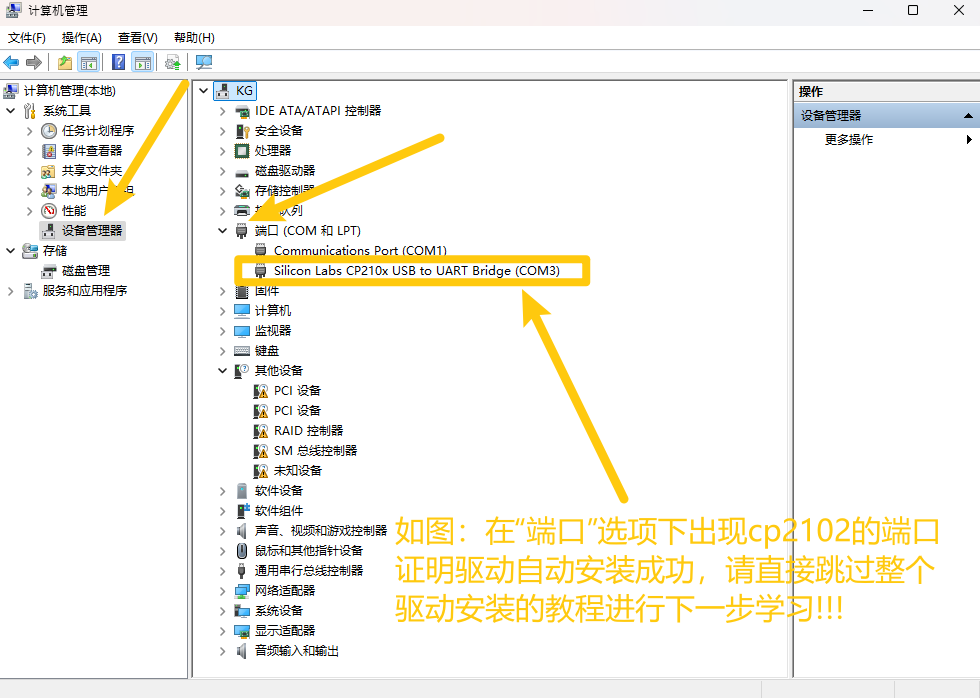 计算机管理
文件(F) 操作(A) 查看(V) 帮助(H)
计算机管理(本地)
系统工具
任务计划程序
事件查看器
共享文件夹
本地用户
性能
设备管理器
存储
磁盘管理
服务和应用程序
KG
IDE ATA/ATAPI 控制器
安全设备
处理器
磁盘驱动器
存储控制器
队列
端口 (COM 和 LPT)
Communications Port (COM1)
Silicon Labs CP210x USB to UART Bridge (COM3)
固件
计算机
监视器
键盘
其他设备
PCI 设备
PCI 设备
RAID 控制器
SM 总线控制器
未知设备
软件设备
软件组件
声音、视频和游戏控制器
鼠标和其他指针设备
通用串行总线控制器
网络适配器
系统设备
显示适配器
音频输入和输出
如图：在“端口”选项下出现cp2102的端口
证明驱动自动安装成功，请直接跳过整个
驱动安装的教程进行下一步学习!!!
操作
设备管理器
更多操作